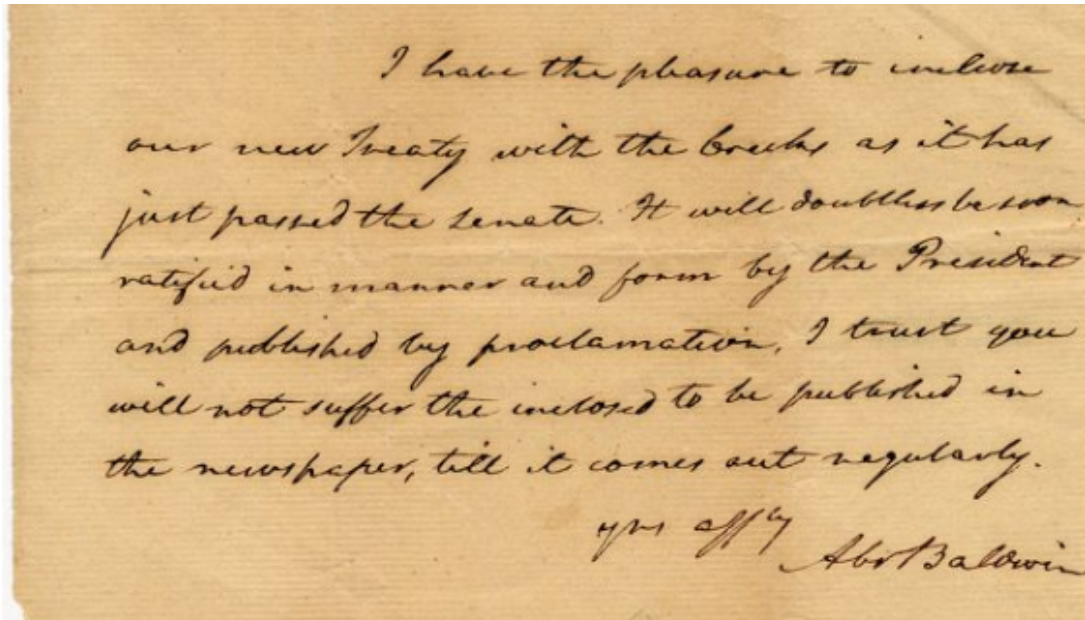 I have the pleasure to inclose
our new Treaty with the Creeks as it has
just passed the Senate. It will doubtless be soon
ratified in manner and form by the President
and published by proclamation, I trust you
will not suffer the inclosed to be published in
the newspaper, till it comes out regularly.
yrs affly
Abr Baldwin